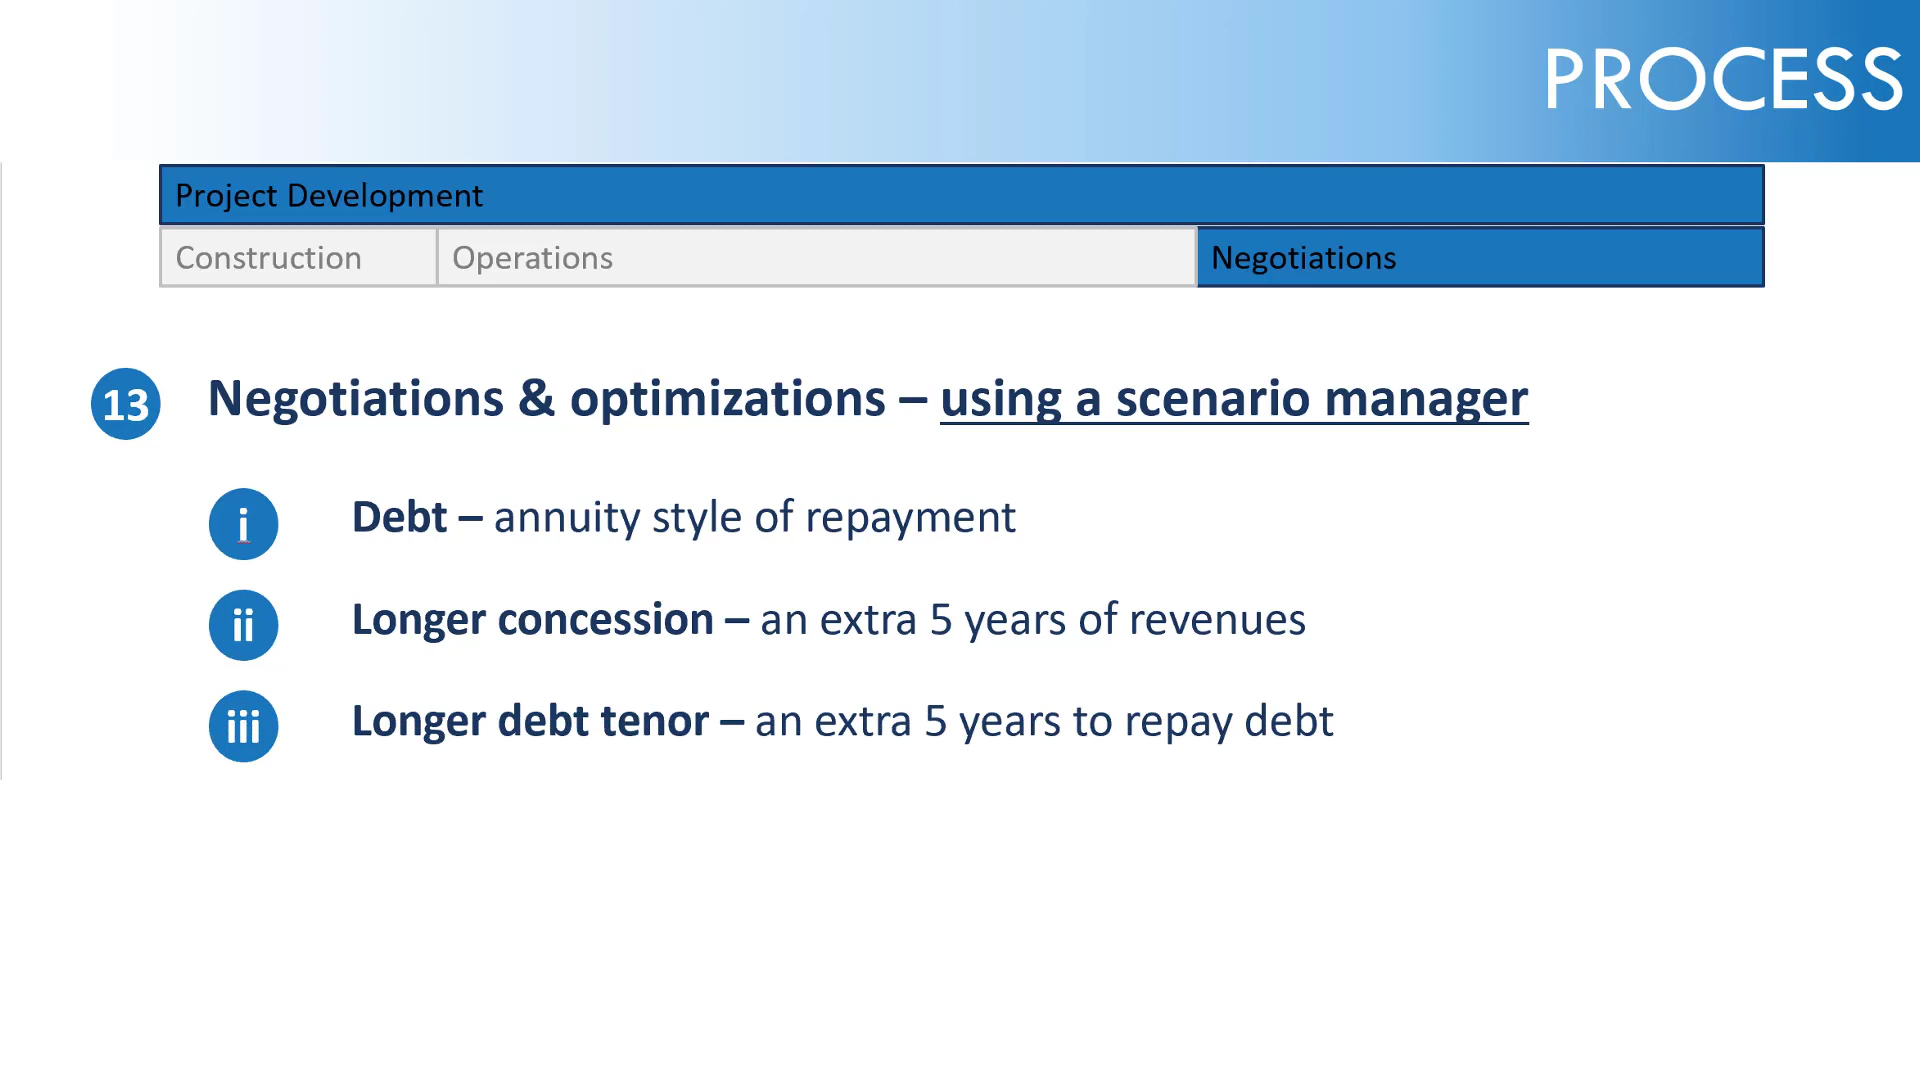 PROCESS
Project Development
Construction
Operations
Negotiations
13 Negotiations & optimizations – using a scenario manager
i Debt – annuity style of repayment
ii Longer concession – an extra 5 years of revenues
iii Longer debt tenor – an extra 5 years to repay debt